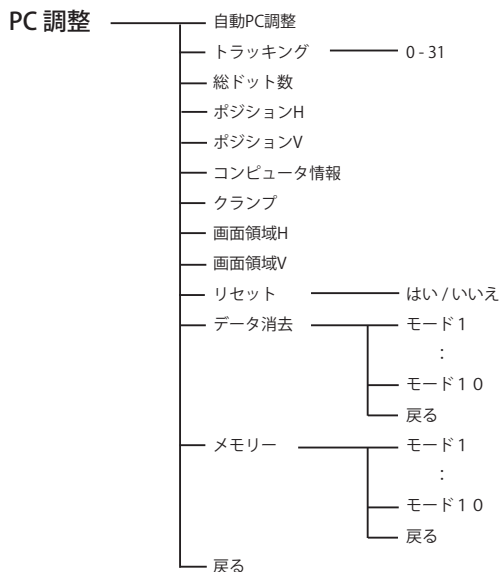 PC 調整
自動PC調整
トラッキング 0 - 31
総ドット数
ポジションH
ポジションV
コンピュータ情報
クランプ
画面領域H
画面領域V
リセット はい / いいえ
データ消去 モード 1
:
モード 1 0
戻る
メモリー モード 1
:
モード 1 0
戻る
戻る